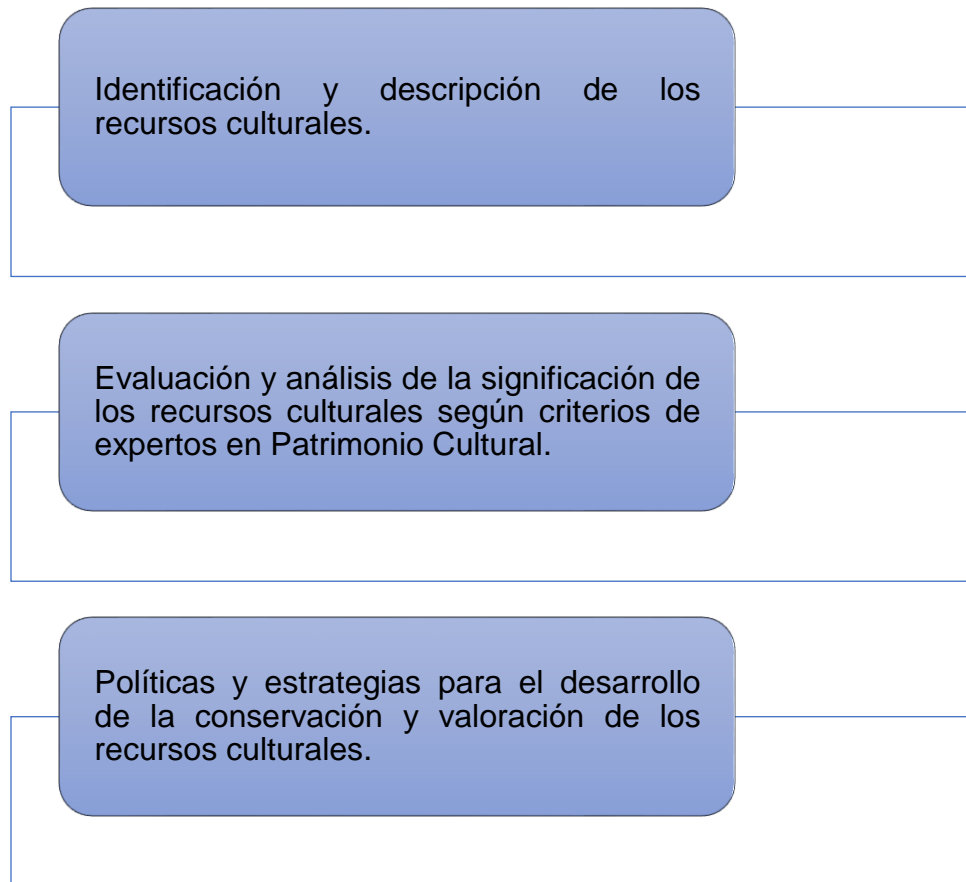 Identificación y descripción de los
recursos culturales.
Evaluación y análisis de la significación de
los recursos culturales según criterios de
expertos en Patrimonio Cultural.
Políticas y estrategias para el desarrollo
de la conservación y valoración de los
recursos culturales.